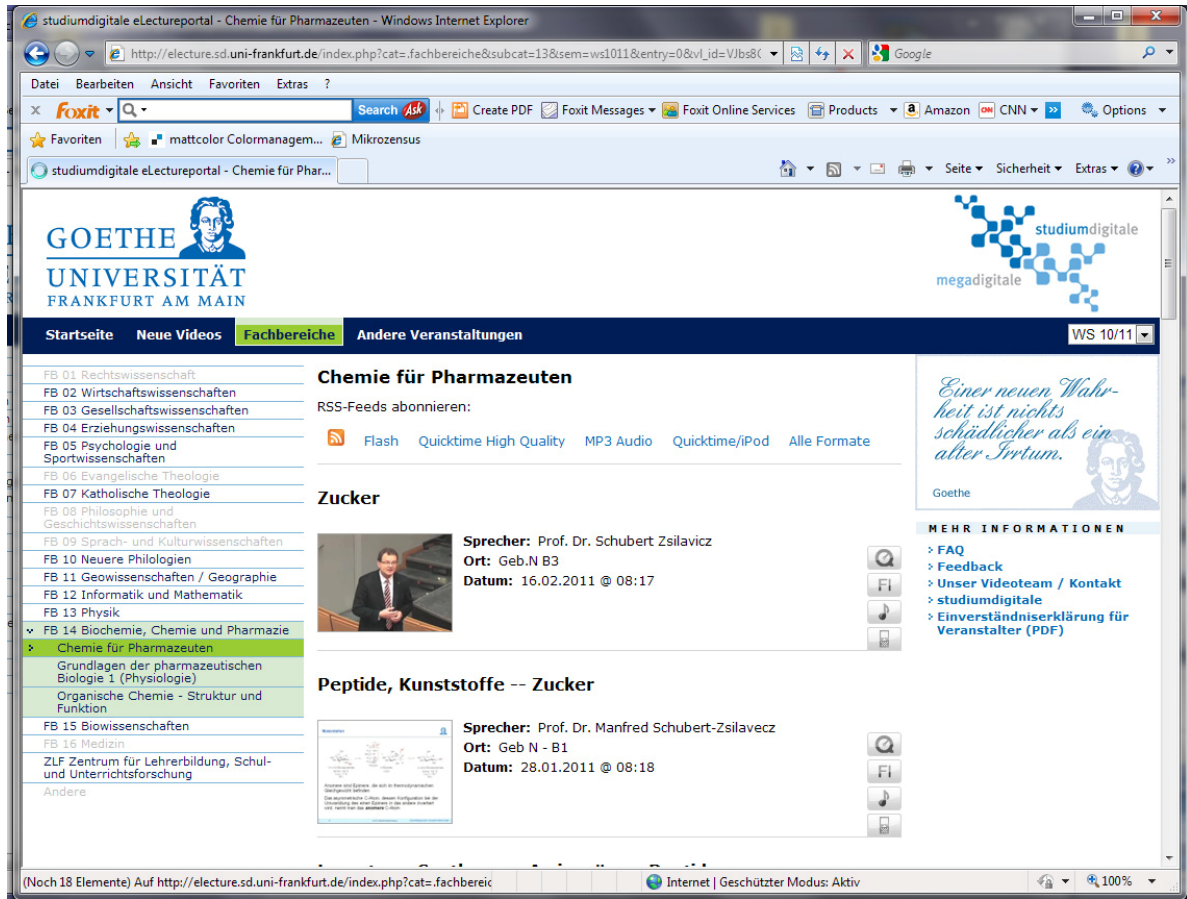 studiumdigitale eLectureportal - Chemie für Pharmazeuten - Windows Internet Explorer
http://electure.sd.uni-frankfurt.de/index.php?cat=.fachbereiche&subcat=13&sem=ws1011&entry=0&vl_id=VJbs8(
Google
Datei Bearbeiten Ansicht Favoriten Extras ?
x foxit Search Ask Create PDF Foxit Messages Foxit Online Services Products Amazon CNN Options
Favoriten mattcolor Colormanagem... Mikrozensus
studiumdigitale eLectureportal - Chemie für Phar...
Seite Sicherheit Extras
GOETHE
UNIVERSITÄT
FRANKFURT AM MAIN
studiumdigitale
megadigitale
Startseite Neue Videos Fachbereiche Andere Veranstaltungen
WS 10/11
FB 01 Rechtswissenschaft
FB 02 Wirtschaftswissenschaften
FB 03 Gesellschaftswissenschaften
FB 04 Erziehungswissenschaften
FB 05 Psychologie und
Sportwissenschaften
FB 06 Evangelische Theologie
FB 07 Katholische Theologie
FB 08 Philosophie und
Geschichtswissenschaften
FB 09 Sprach- und Kulturwissenschaften
FB 10 Neuere Philologien
FB 11 Geowissenschaften / Geographie
FB 12 Informatik und Mathematik
FB 13 Physik
FB 14 Biochemie, Chemie und Pharmazie
Chemie für Pharmazeuten
Grundlagen der pharmazeutischen
Biologie 1 (Physiologie)
Organische Chemie - Struktur und
Funktion
FB 15 Biowissenschaften
FB 16 Medizin
ZLF Zentrum für Lehrerbildung, Schul-
und Unterrichtsforschung
Andere
Chemie für Pharmazeuten
RSS-Feeds abonnieren:
Flash Quicktime High Quality MP3 Audio Quicktime/iPod Alle Formate
Zucker
Sprecher: Prof. Dr. Schubert Zsilavicz
Ort: Geb.N B3
Datum: 16.02.2011 @ 08:17
Peptide, Kunststoffe -- Zucker
Sprecher: Prof. Dr. Manfred Schubert-Zsilavecz
Ort: Geb N - B1
Datum: 28.01.2011 @ 08:18
Einer neuen Wahr-
heit ist nichts
schädlicher als ein
alter Irrtum.
Goethe
MEHR INFORMATIONEN
FAQ
Feedback
Unser Videoteam / Kontakt
studiumdigitale
Einverständniserklärung für
Veranstalter (PDF)
(Noch 18 Elemente) Auf http://electure.sd.uni-frankfurt.de/index.php?cat=.fachbereic
Internet | Geschützter Modus: Aktiv
100%